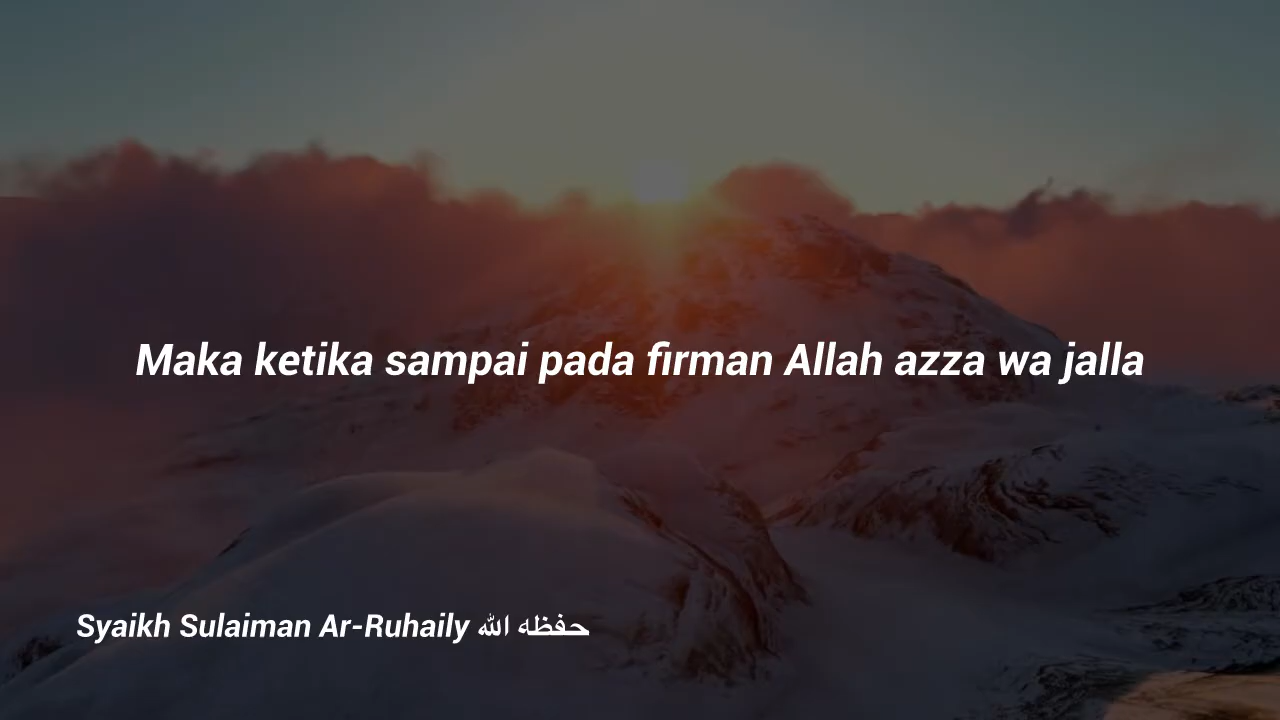 Maka ketika sampai pada firman Allah azza wa jalla
Syaikh Sulaiman Ar-Ruhaily حفظه الله